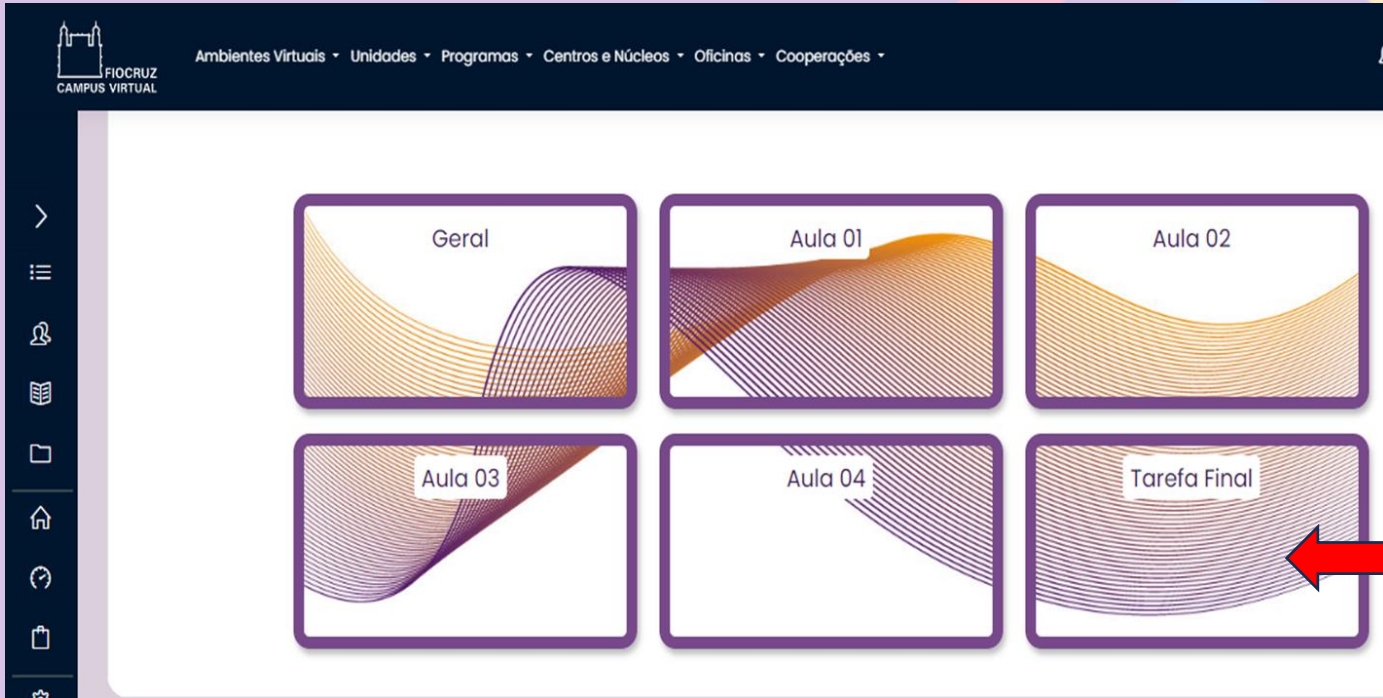 FIOCRUZ
CAMPUS VIRTUAL
Ambientes Virtuais Unidades Programas Centros e Núcleos Oficinas Cooperações
Geral
Aula 01
Aula 02
Aula 03
Aula 04
Tarefa Final